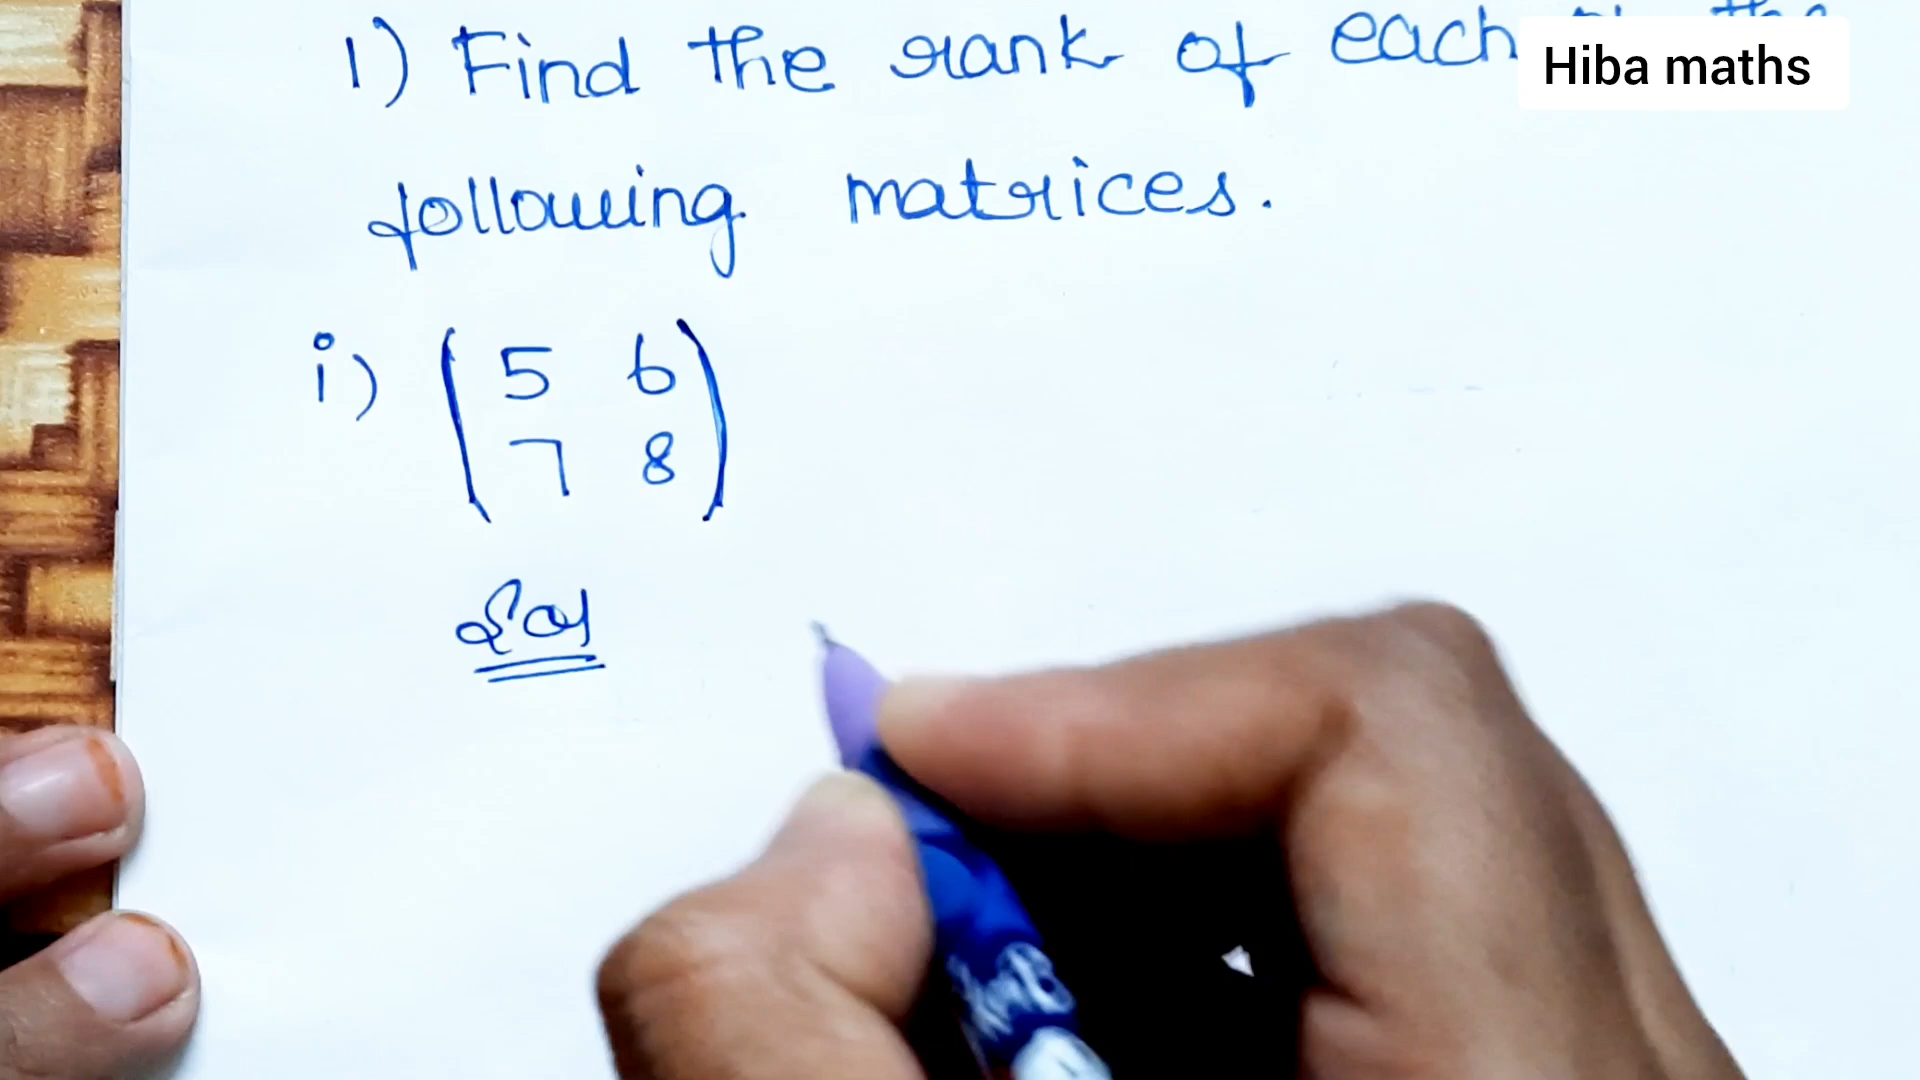 1) Find the rank of each
Hiba maths
following matrices.
i) ( 5 6
7 8 )
Sol